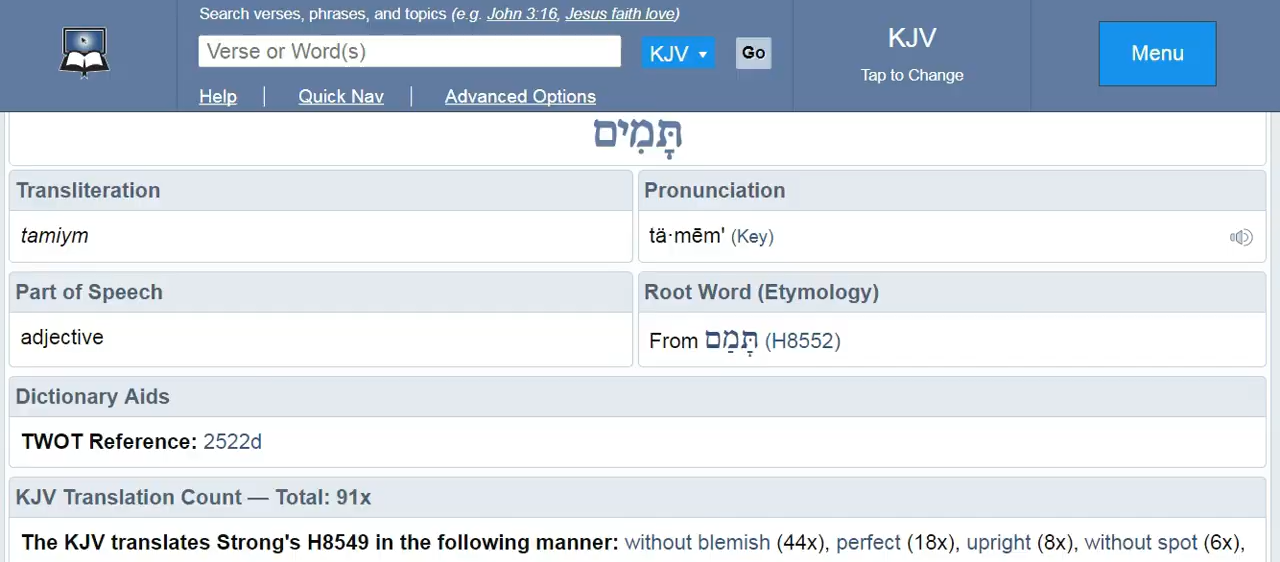 Search verses, phrases, and topics (e.g. John 3:16, Jesus faith love)
Verse or Word(s)
KJV
Go
Help | Quick Nav | Advanced Options
KJV
Tap to Change
Menu
תָּמִים
Transliteration
tamiym
Pronunciation
tä·mēm' (Key)
Part of Speech
adjective
Root Word (Etymology)
From תָּמַם (H8552)
Dictionary Aids
TWOT Reference: 2522d
KJV Translation Count — Total: 91x
The KJV translates Strong's H8549 in the following manner: without blemish (44x), perfect (18x), upright (8x), without spot (6x),